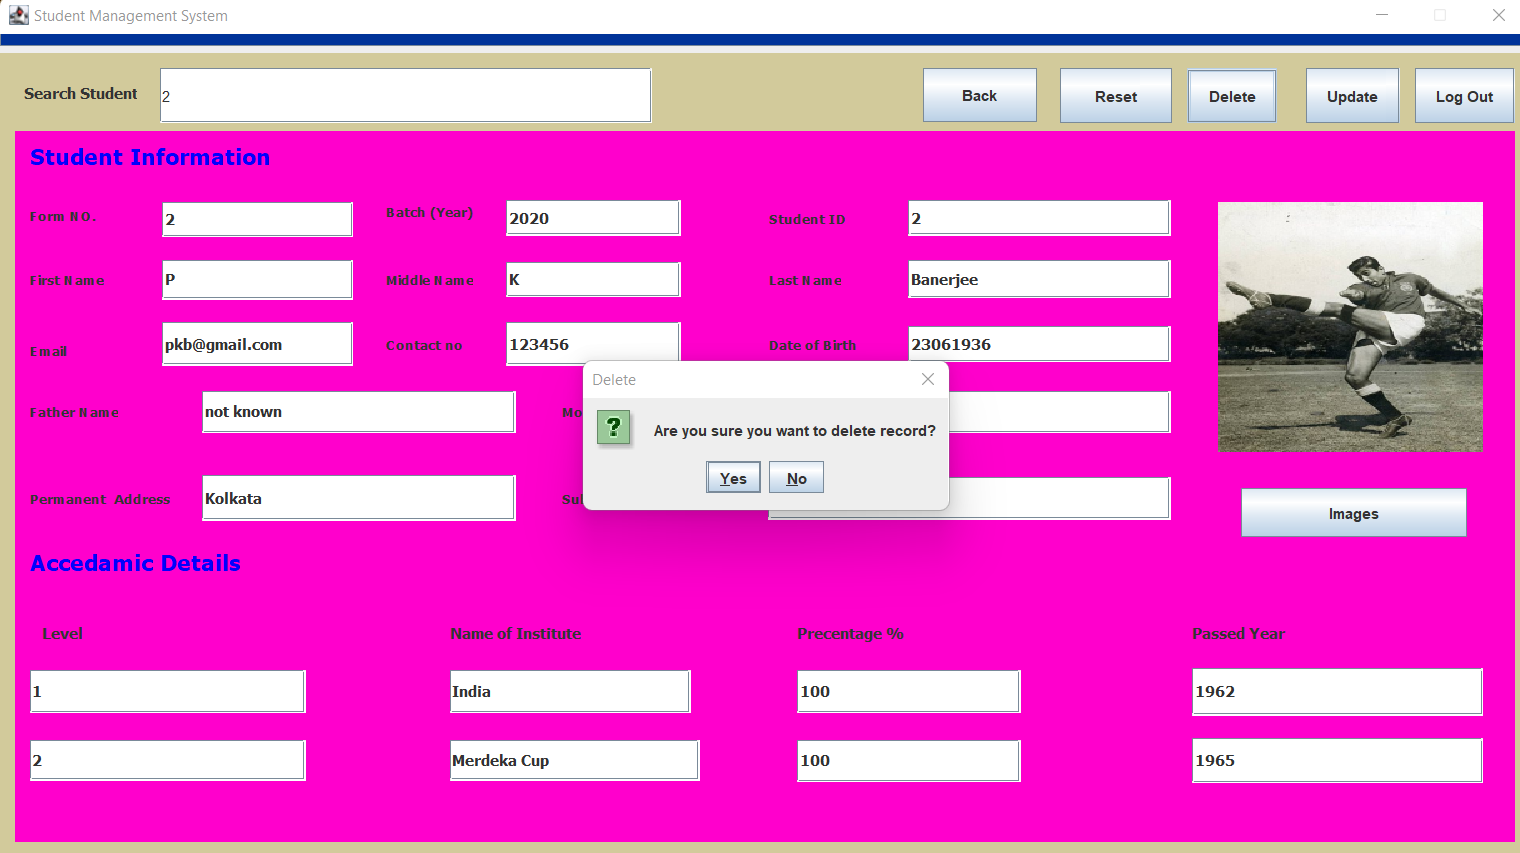 Student Management System
Search Student
2
Back
Reset
Delete
Update
Log Out
Student Information
Form NO.
2
Batch (Year)
2020
Student ID
2
First Name
P
Middle Name
K
Last Name
Banerjee
Email
pkb@gmail.com
Contact no
123456
Date of Birth
23061936
Father Name
not known
Mo
Permanent Address
Kolkata
Delete
?
Are you sure you want to delete record?
Yes
No
Images
Accedamic Details
Level
Name of Institute
Precentage %
Passed Year
1
India
100
1962
2
Merdeka Cup
100
1965